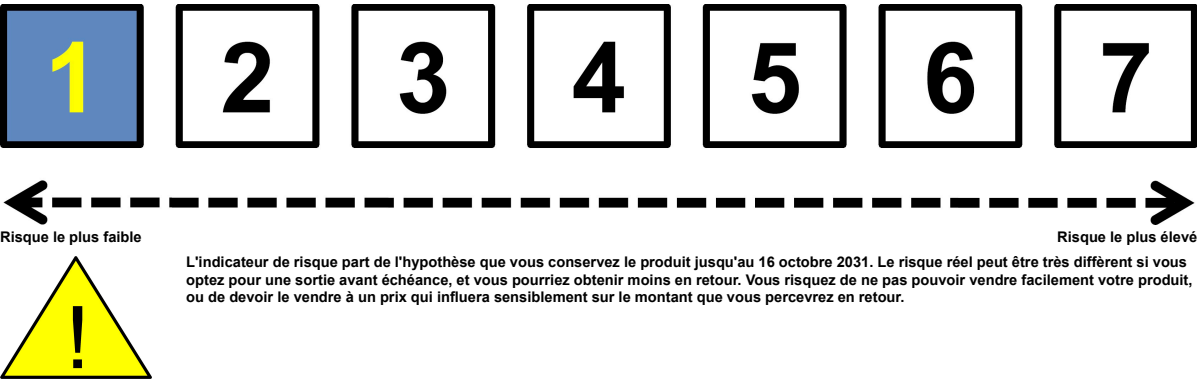 1 2 3 4 5 6 7
Risque le plus faible Risque le plus élevé
L'indicateur de risque part de l'hypothèse que vous conservez le produit jusqu'au 16 octobre 2031. Le risque réel peut être très diffèrent si vous
optez pour une sortie avant échéance, et vous pourriez obtenir moins en retour. Vous risquez de ne pas pouvoir vendre facilement votre produit,
ou de devoir le vendre à un prix qui influera sensiblement sur le montant que vous percevrez en retour.
!